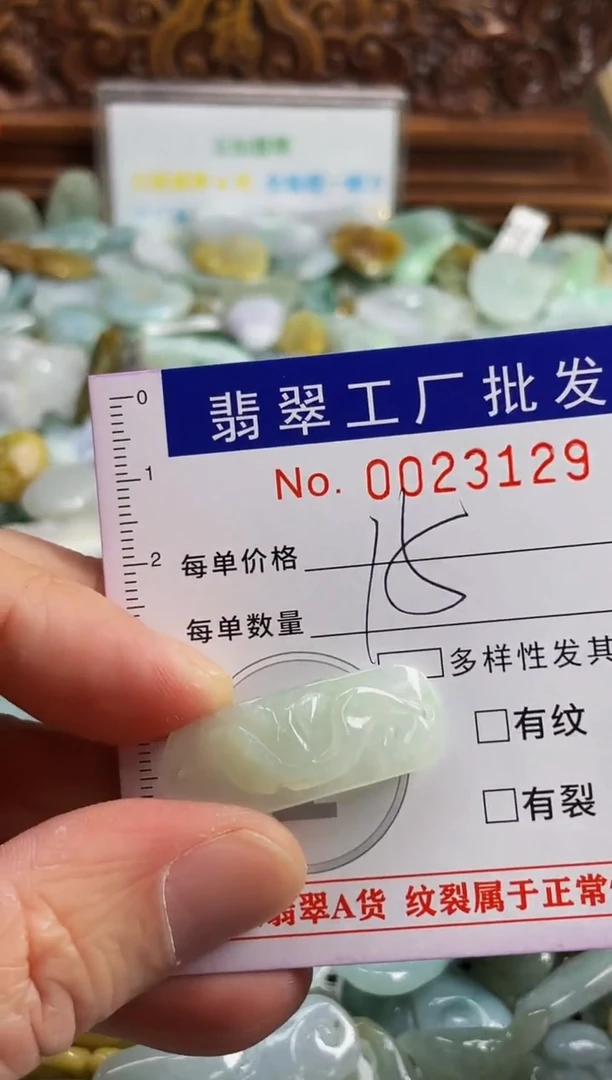 0
翡翠工厂批发
1
No. 0023129
2
每单价格
每单数量
多样性发其
有纹
有裂
翡翠A货 纹裂属于正常